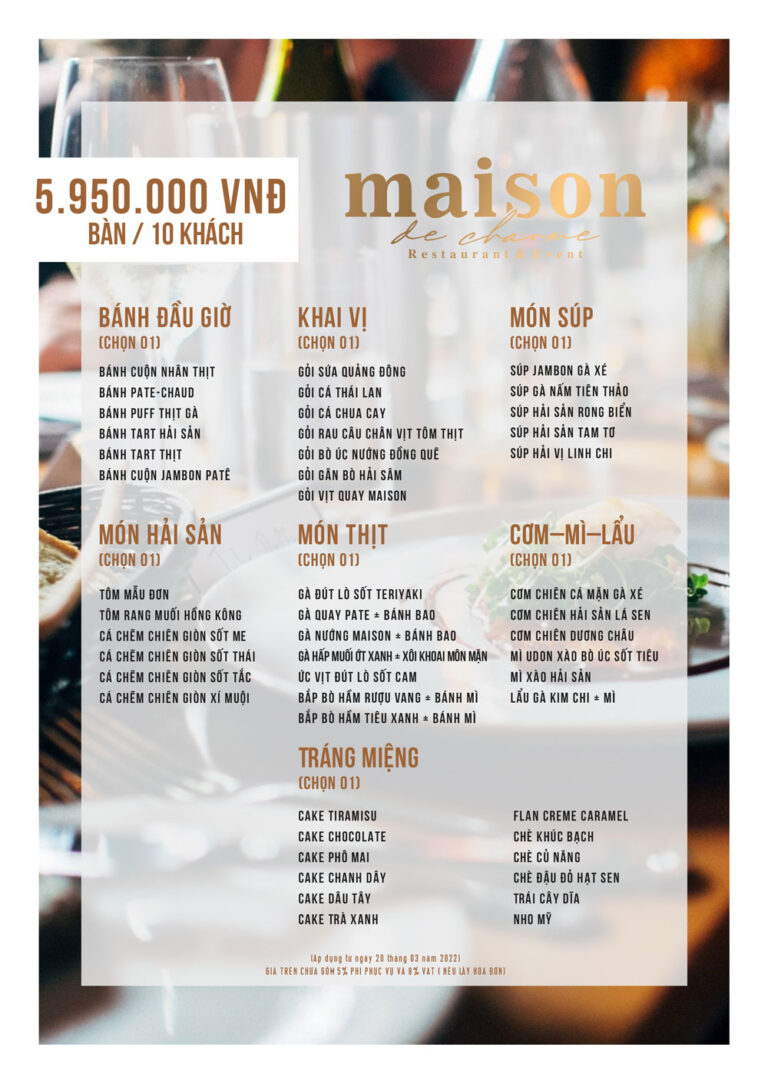 5.950.000 VNĐ
BÀN / 10 KHÁCH
maison
de charme
Restaurant & Event
BÁNH ĐẦU GIỜ
(CHỌN 01)
BÁNH CUỘN NHÂN THỊT
BÁNH PATE-CHAUD
BÁNH PUFF THỊT GÀ
BÁNH TART HẢI SẢN
BÁNH TART THỊT
BÁNH CUỘN JAMBON PATÊ
KHAI VỊ
(CHỌN 01)
GỎI SỨA QUẢNG ĐÔNG
GỎI CÁ THÁI LAN
GỎI CÁ CHUA CAY
GỎI RAU CÂU CHÂN VỊT TÔM THỊT
GỎI BÒ ÚC NƯỚNG ĐỒNG QUÊ
GỎI GÂN BÒ HẢI SÂM
GỎI VỊT QUAY MAISON
MÓN SÚP
(CHỌN 01)
SÚP JAMBON GÀ XÉ
SÚP GÀ NẤM TIÊN THẢO
SÚP HẢI SẢN RONG BIỂN
SÚP HẢI SẢN TAM TƠ
SÚP HẢI VỊ LINH CHI
MÓN HẢI SẢN
(CHỌN 01)
TÔM MẪU ĐƠN
TÔM RANG MUỐI HỒNG KÔNG
CÁ CHẼM CHIÊN GIÒN SỐT ME
CÁ CHẼM CHIÊN GIÒN SỐT THÁI
CÁ CHẼM CHIÊN GIÒN SỐT TẮC
CÁ CHẼM CHIÊN GIÒN XÍ MUỘI
MÓN THỊT
(CHỌN 01)
GÀ ĐÚT LÒ SỐT TERIYAKI
GÀ QUAY PATE + BÁNH BAO
GÀ NƯỚNG MAISON + BÁNH BAO
GÀ HẤP MUỐI ỚT XANH + XÔI KHOAI MÔN MẶN
ỨC VỊT ĐÚT LÒ SỐT CAM
BẮP BÒ HẦM RƯỢU VANG + BÁNH MÌ
BẮP BÒ HẦM TIÊU XANH + BÁNH MÌ
CƠM–MÌ–LẨU
(CHỌN 01)
CƠM CHIÊN CÁ MẶN GÀ XÉ
CƠM CHIÊN HẢI SẢN LÁ SEN
CƠM CHIÊN DƯƠNG CHÂU
MÌ UDON XÀO BÒ ÚC SỐT TIÊU
MÌ XÀO HẢI SẢN
LẨU GÀ KIM CHI + MÌ
TRÁNG MIỆNG
(CHỌN 01)
CAKE TIRAMISU
CAKE CHOCOLATE
CAKE PHÔ MAI
CAKE CHANH DÂY
CAKE DÂU TÂY
CAKE TRÀ XANH
FLAN CREME CARAMEL
CHÈ KHÚC BẠCH
CHÈ CỦ NĂNG
CHÈ ĐẬU ĐỎ HẠT SEN
TRÁI CÂY DĨA
NHO MỸ
(Ap dụng tu ngay 20 thang 03 nam 2022)
GIA TRÊN CHƯA GỒM 5% PHÍ PHỤC VỤ VÀ 8% VAT ( NẾU LẤY HÓA ĐƠN)